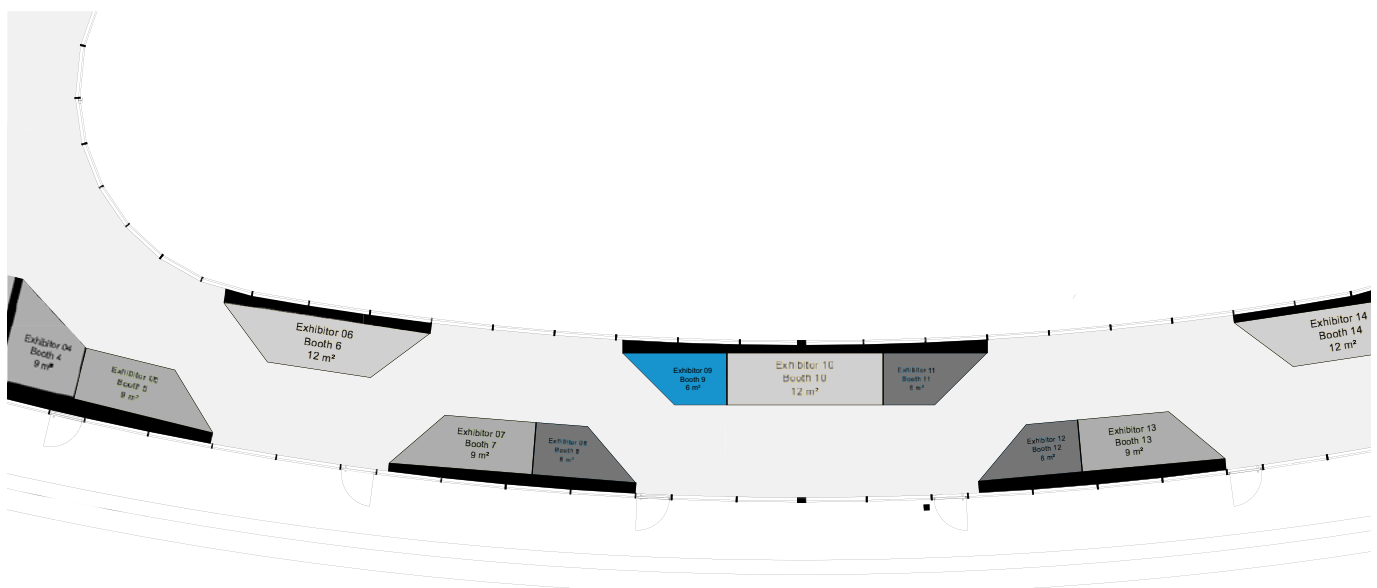 Exhibitor 04
Booth 4
9 m²
Exhibitor 05
Booth 5
9 m²
Exhibitor 06
Booth 6
12 m²
Exhibitor 07
Booth 7
9 m²
Exhibitor 08
Booth 8
6 m²
Exhibitor 09
Booth 9
6 m²
Exhibitor 10
Booth 10
12 m²
Exhibitor 11
Booth 11
6 m²
Exhibitor 12
Booth 12
6 m²
Exhibitor 13
Booth 13
9 m²
Exhibitor 14
Booth 14
12 m²